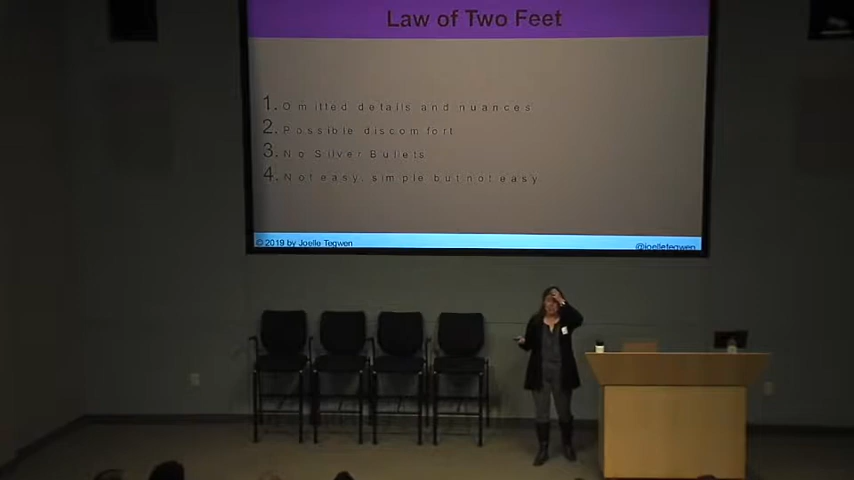 Law of Two Feet
1. Omitted details and nuances
2. Possible discomfort
3. No Silver Bullets
4. Not easy, simple but not easy
© 2019 by Joelle Tegwen
@joelletegwen